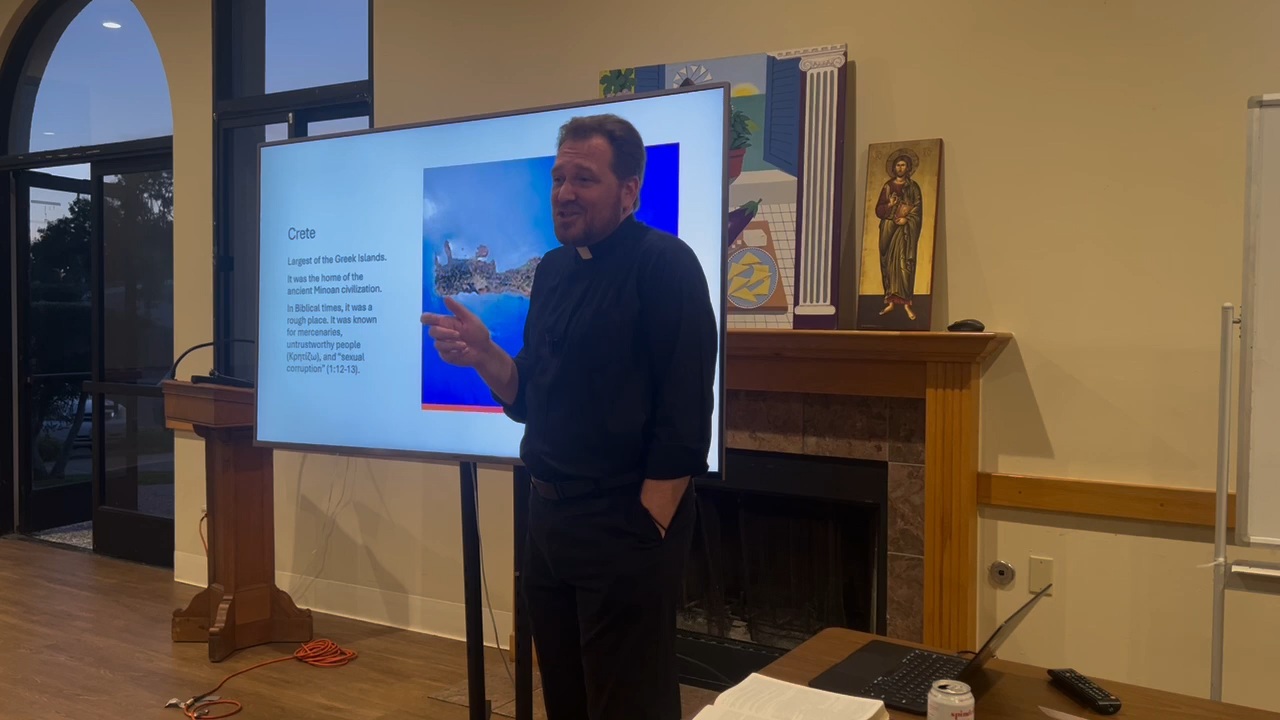 Crete
Largest of the Greek Islands.
It was the home of the
ancient Minoan civilization.
In Biblical times, it was a
rough place. it was known
for mercenaries,
untrustworthy people
(Κρητίζω), and "sexual
corruption" (1:12-13).